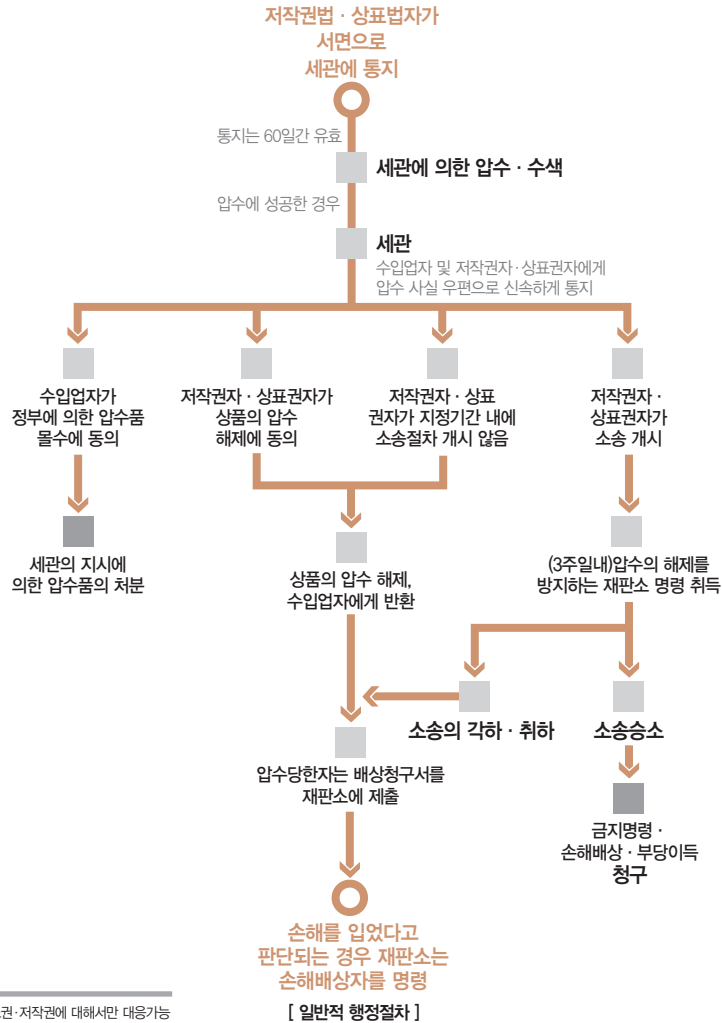 저작권법 · 상표법자가
서면으로
세관에 통지
통지는 60일간 유효
세관에 의한 압수 · 수색
압수에 성공한 경우
세관
수입업자 및 저작권자·상표권자에게
압수 사실 우편으로 신속하게 통지
수입업자가
정부에 의한 압수품
몰수에 동의
저작권자 · 상표권자가
상품의 압수
해제에 동의
저작권자 · 상표
권자가 지정기간 내에
소송절차 개시 않음
저작권자 ·
상표권자가
소송 개시
세관의 지시에
의한 압수품의 처분
상품의 압수 해제,
수입업자에게 반환
(3주일내)압수의 해제를
방지하는 재판소 명령 취득
소송의 각하 · 취하
소송승소
압수당한자는 배상청구서를
재판소에 제출
금지명령 ·
손해배상 · 부당이득
청구
손해를 입었다고
판단되는 경우 재판소는
손해배상자를 명령
[ 일반적 행정절차 ]
권·저작권에 대해서만 대응가능